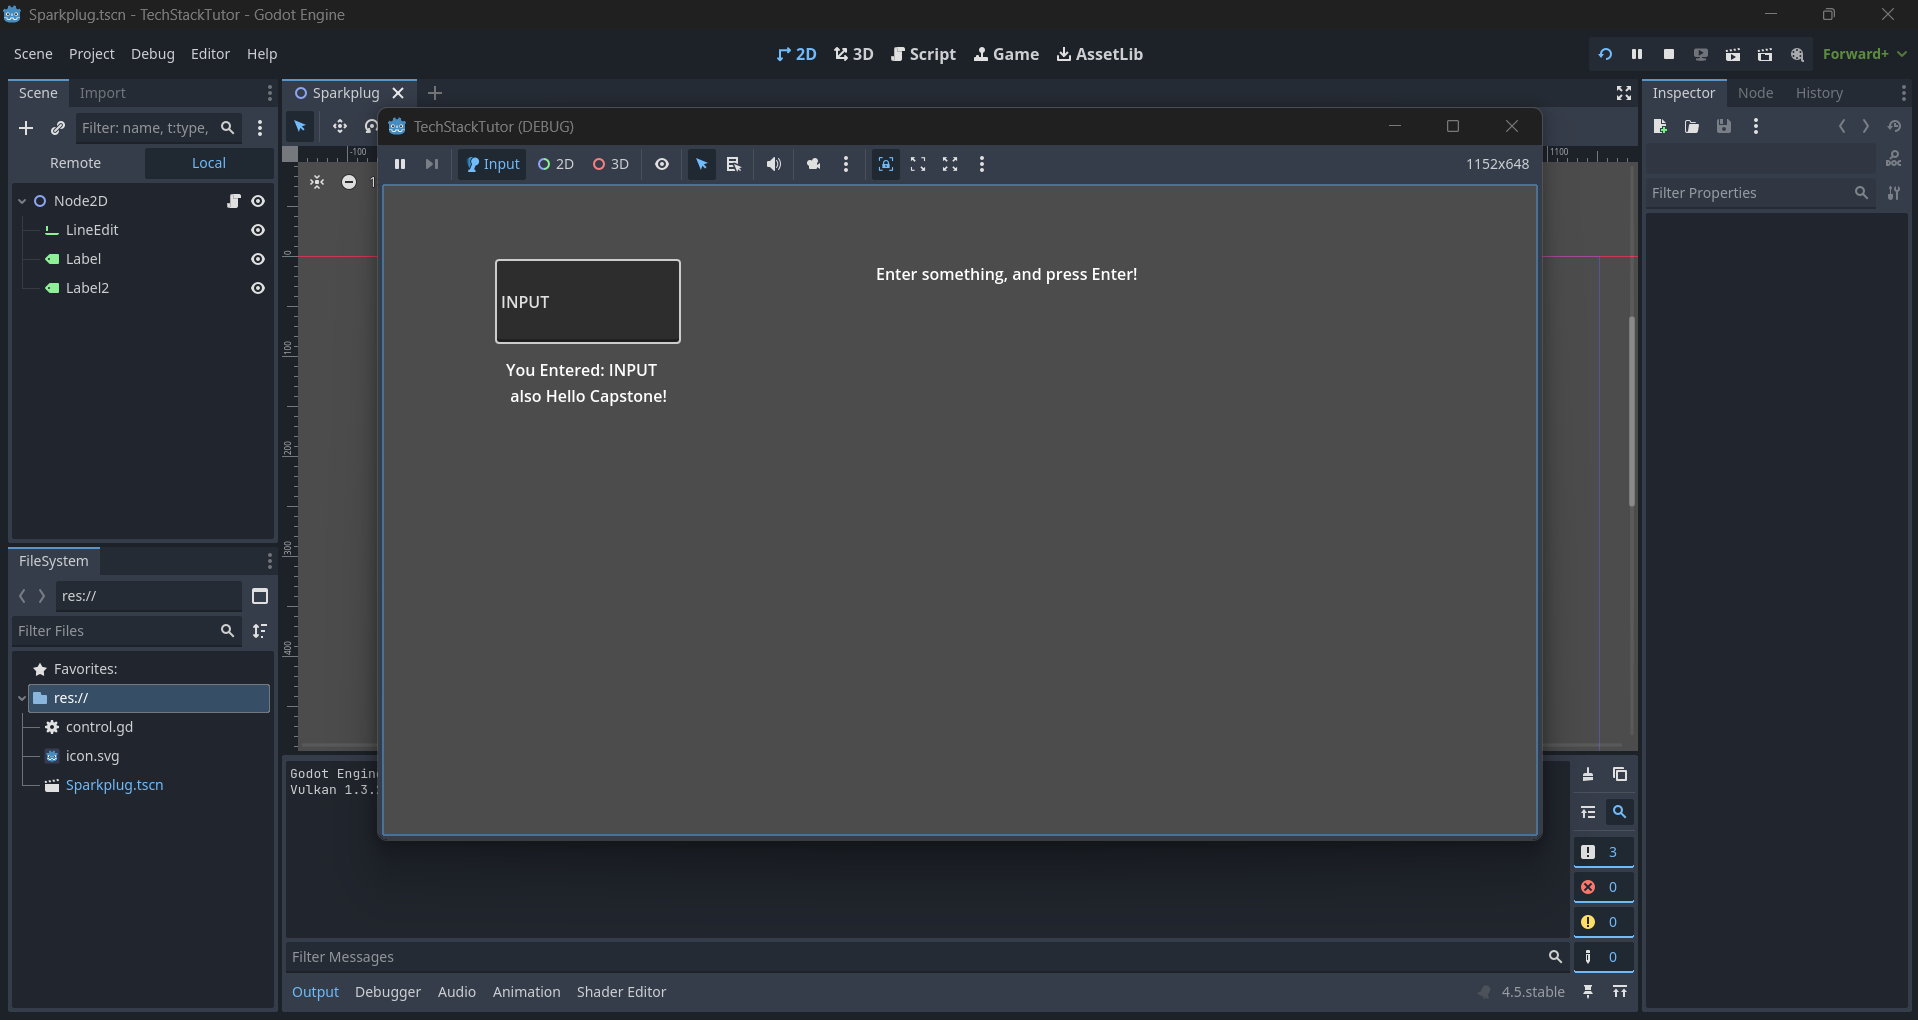 Sparkplug.tscn - TechStackTutor - Godot Engine
Scene Project Debug Editor Help
2D 3D Script Game AssetLib
Forward+
Scene Import
Filter: name, t:type,
Remote Local
Node2D
LineEdit
Label
Label2
FileSystem
res://
Filter Files
Favorites:
res://
control.gd
icon.svg
Sparkplug.tscn
Sparkplug
-100
1100
0
100
200
300
400
TechStackTutor (DEBUG)
Input 2D 3D
1152x648
INPUT
Enter something, and press Enter!
You Entered: INPUT
also Hello Capstone!
Godot Engin
Vulkan 1.3.
3
0
0
0
Filter Messages
Output Debugger Audio Animation Shader Editor
4.5.stable
Inspector Node History
DOC
Filter Properties